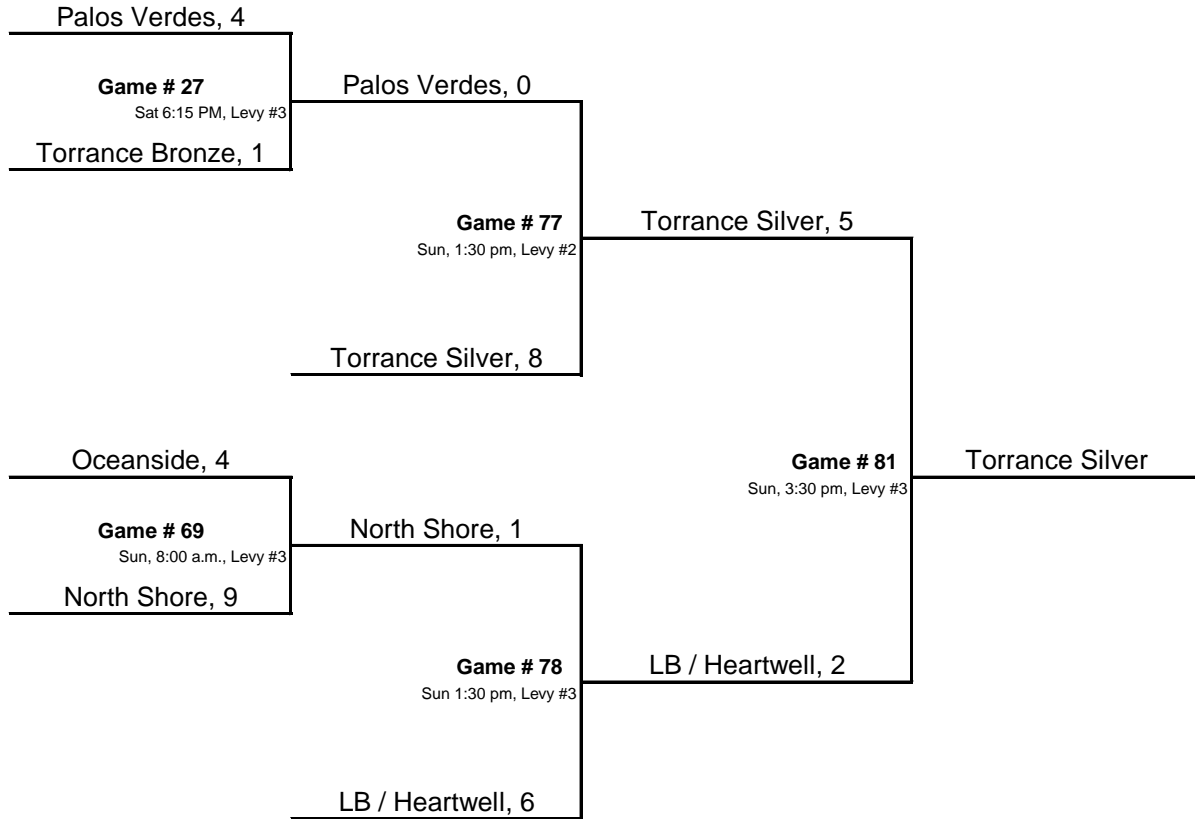 Palos Verdes, 4
Game # 27
Sat 6:15 PM, Levy #3
Palos Verdes, 0
Torrance Bronze, 1
Game # 77
Sun, 1:30 pm, Levy #2
Torrance Silver, 5
Torrance Silver, 8
Oceanside, 4
Game # 81
Sun, 3:30 pm, Levy #3
Torrance Silver
Game # 69
Sun, 8:00 a.m., Levy #3
North Shore, 1
North Shore, 9
Game # 78
Sun 1:30 pm, Levy #3
LB / Heartwell, 2
LB / Heartwell, 6